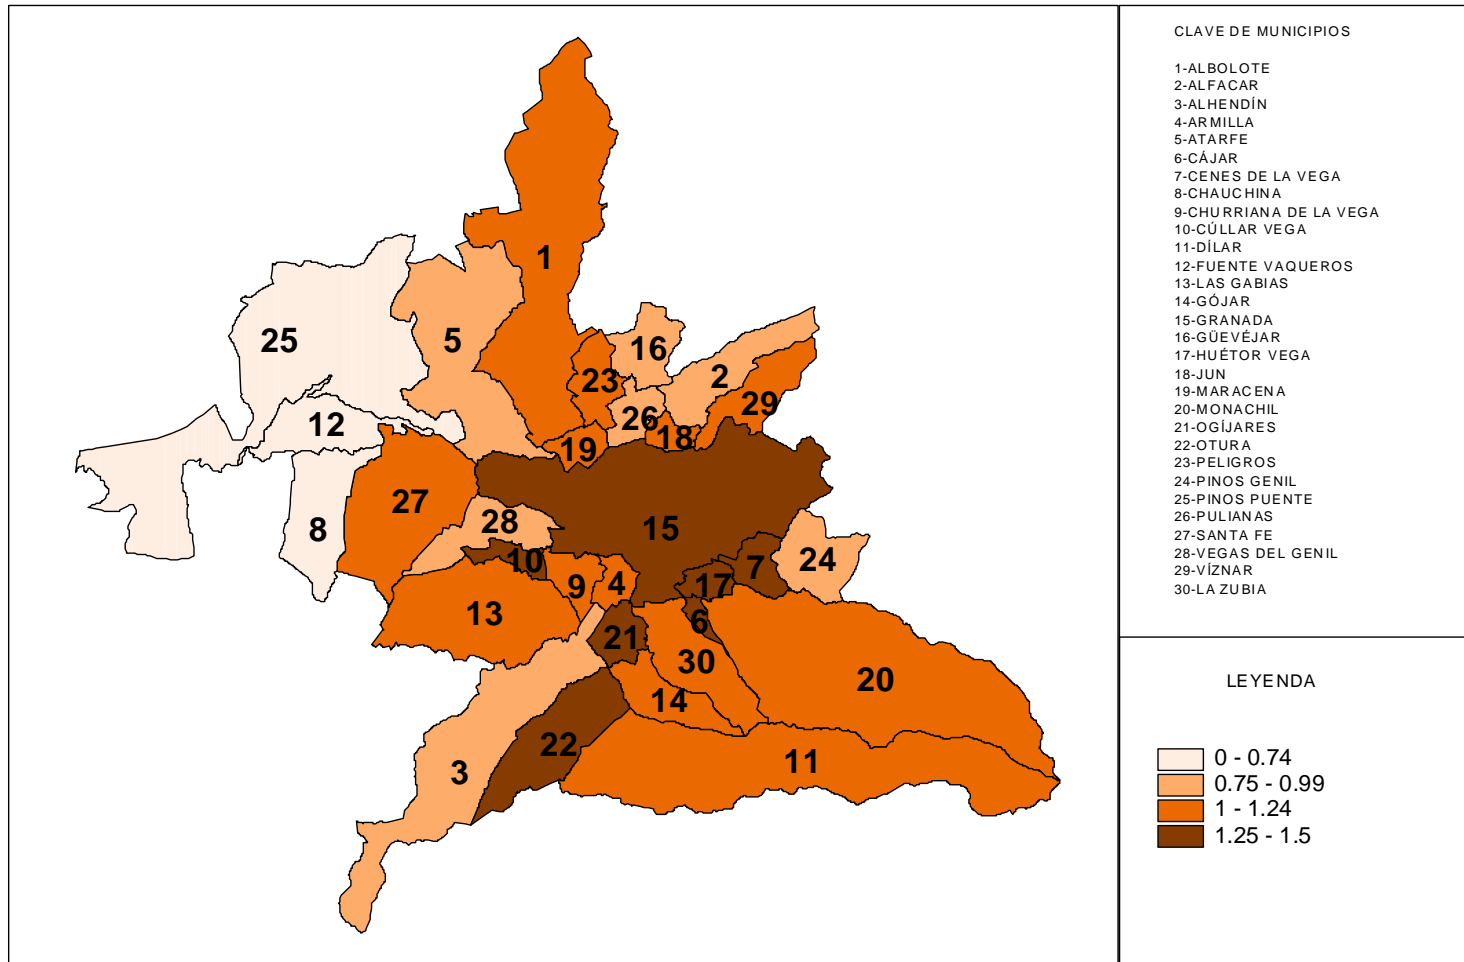 CLAVE DE MUNICIPIOS
1-ALBOLOTE
2-ALFACAR
3-ALHENDÍN
4-ARMILLA
5-ATARFE
6-CÁJAR
7-CENES DE LA VEGA
8-CHAUCHINA
9-CHURRIANA DE LA VEGA
10-CÚLLAR VEGA
11-DÍLAR
12-FUENTE VAQUEROS
13-LAS GABIAS
14-GÓJAR
15-GRANADA
16-GÜEVÉJAR
17-HUÉTOR VEGA
18-JUN
19-MARACENA
20-MONACHIL
21-OGÍJARES
22-OTURA
23-PELIGROS
24-PINOS GENIL
25-PINOS PUENTE
26-PULIANAS
27-SANTA FE
28-VEGAS DEL GENIL
29-VÍZNAR
30-LA ZUBIA
LEYENDA
0 - 0.74
0.75 - 0.99
1 - 1.24
1.25 - 1.5
1
25
5
16
23
2
29
12
26
18
19
27
8
28
15
10
7
24
9
4
17
13
21
6
30
20
14
22
3
11